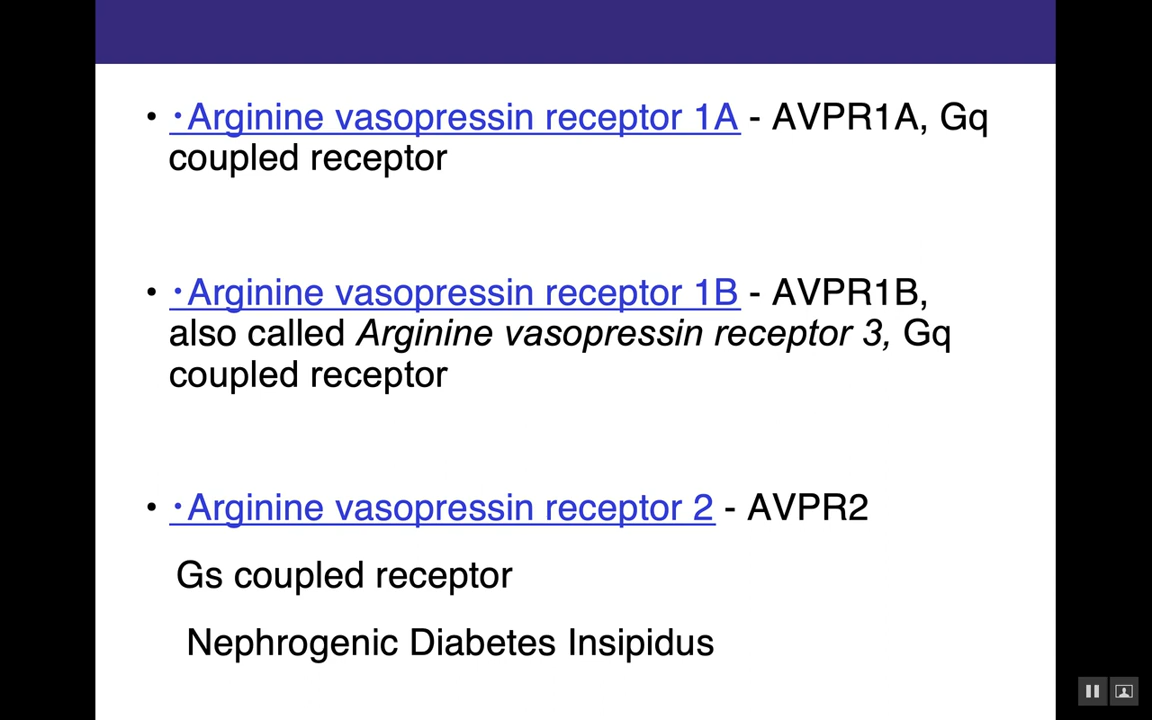 • ·Arginine vasopressin receptor 1A - AVPR1A, Gq
coupled receptor
• ·Arginine vasopressin receptor 1B - AVPR1B,
also called Arginine vasopressin receptor 3, Gq
coupled receptor
• ·Arginine vasopressin receptor 2 - AVPR2
Gs coupled receptor
Nephrogenic Diabetes Insipidus